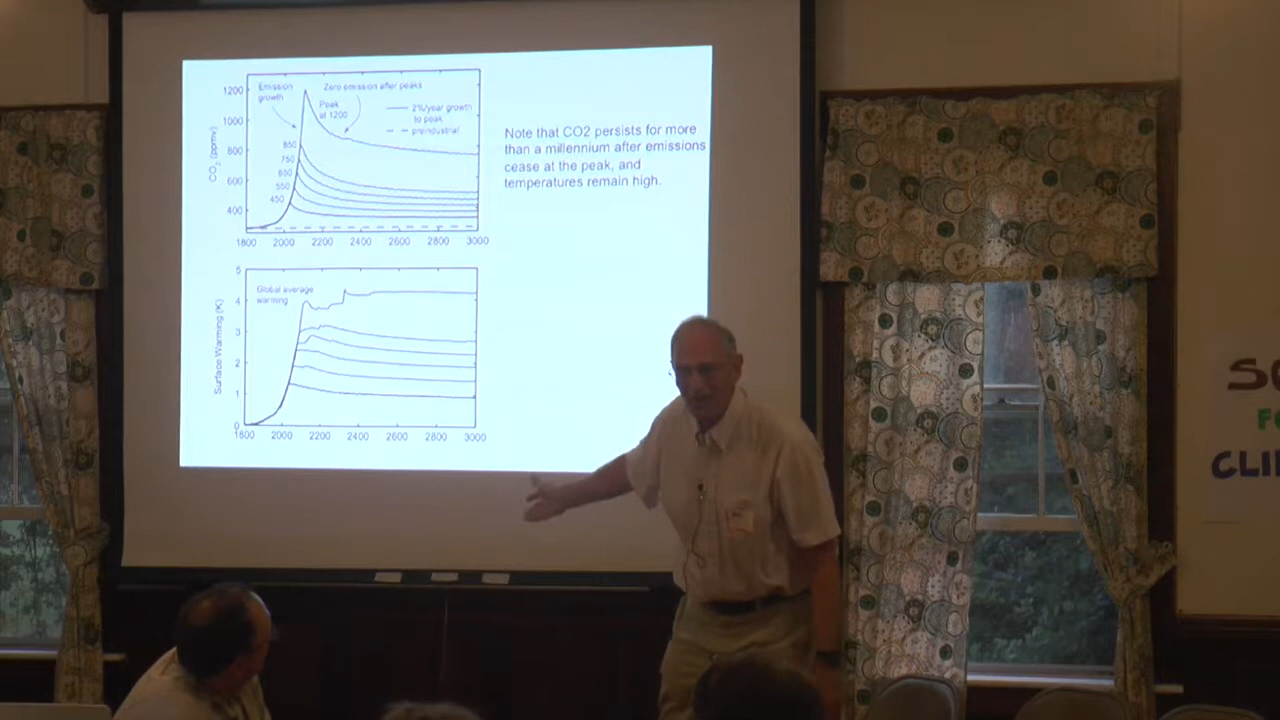 Emission
growth
Zero emission after peaks
Peak
at 1200
2%/year growth
to peak
preindustrial
1200
1000
800
600
400
CO2 (ppmv)
850
750
650
550
450
1800 2000 2200 2400 2600 2800 3000
Note that CO2 persists for more
than a millennium after emissions
cease at the peak, and
temperatures remain high.
Global average
warming
5
4
3
2
1
0
Surface Warming (K)
1800 2000 2200 2400 2600 2800 3000